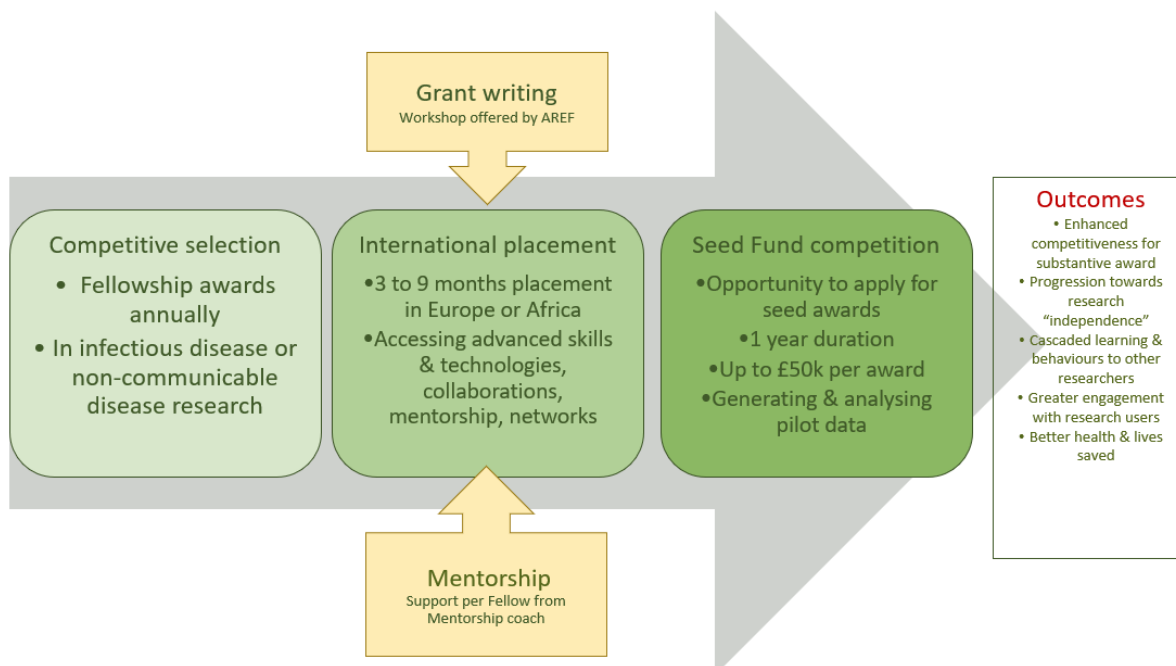 Grant writing
Workshop offered by AREF
Competitive selection
• Fellowship awards
annually
• In infectious disease or
non-communicable
disease research
International placement
•3 to 9 months placement
in Europe or Africa
•Accessing advanced skills
& technologies,
collaborations,
mentorship, networks
Seed Fund competition
•Opportunity to apply for
seed awards
•1 year duration
•Up to £50k per award
•Generating & analysing
pilot data
Outcomes
• Enhanced
competitiveness for
substantive award
• Progression towards
research
“independence”
• Cascaded learning &
behaviours to other
researchers
• Greater engagement
with research users
• Better health & lives
saved
Mentorship
Support per Fellow from
Mentorship coach